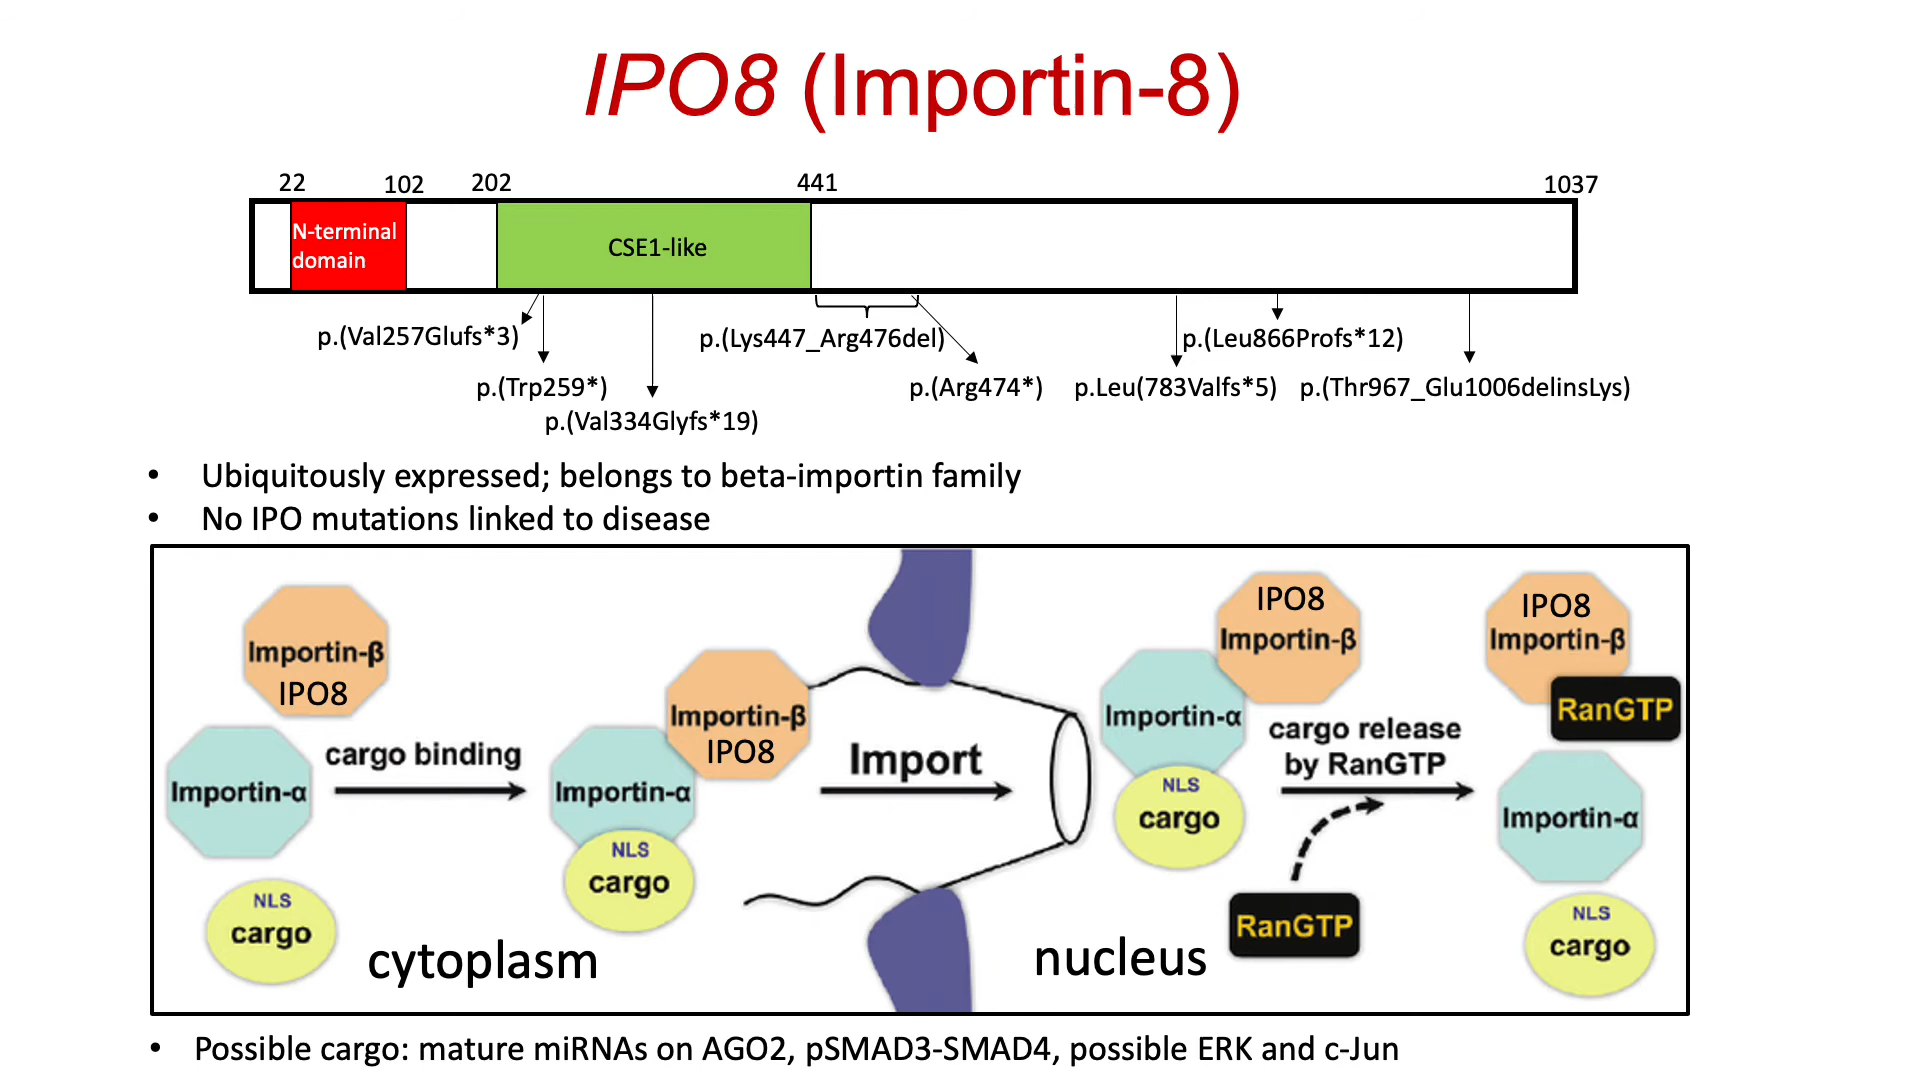 IPO8 (Importin-8)
22 102 202 441 1037
N-terminal
domain
CSE1-like
p.(Val257Glufs*3)
p.(Lys447_Arg476del)
p.(Leu866Profs*12)
p.(Trp259*)
p.(Arg474*)
p.Leu(783Valfs*5)
p.(Thr967_Glu1006delinsLys)
p.(Val334Glyfs*19)
• Ubiquitously expressed; belongs to beta-importin family
• No IPO mutations linked to disease
Importin-β
IPO8
Importin-α
NLS
cargo
cargo binding
Importin-β
IPO8
Importin-α
NLS
cargo
cytoplasm
Import
IPO8
Importin-β
Importin-α
NLS
cargo
nucleus
cargo release
by RanGTP
RanGTP
IPO8
Importin-β
RanGTP
Importin-α
NLS
cargo
• Possible cargo: mature miRNAs on AGO2, pSMAD3-SMAD4, possible ERK and c-Jun